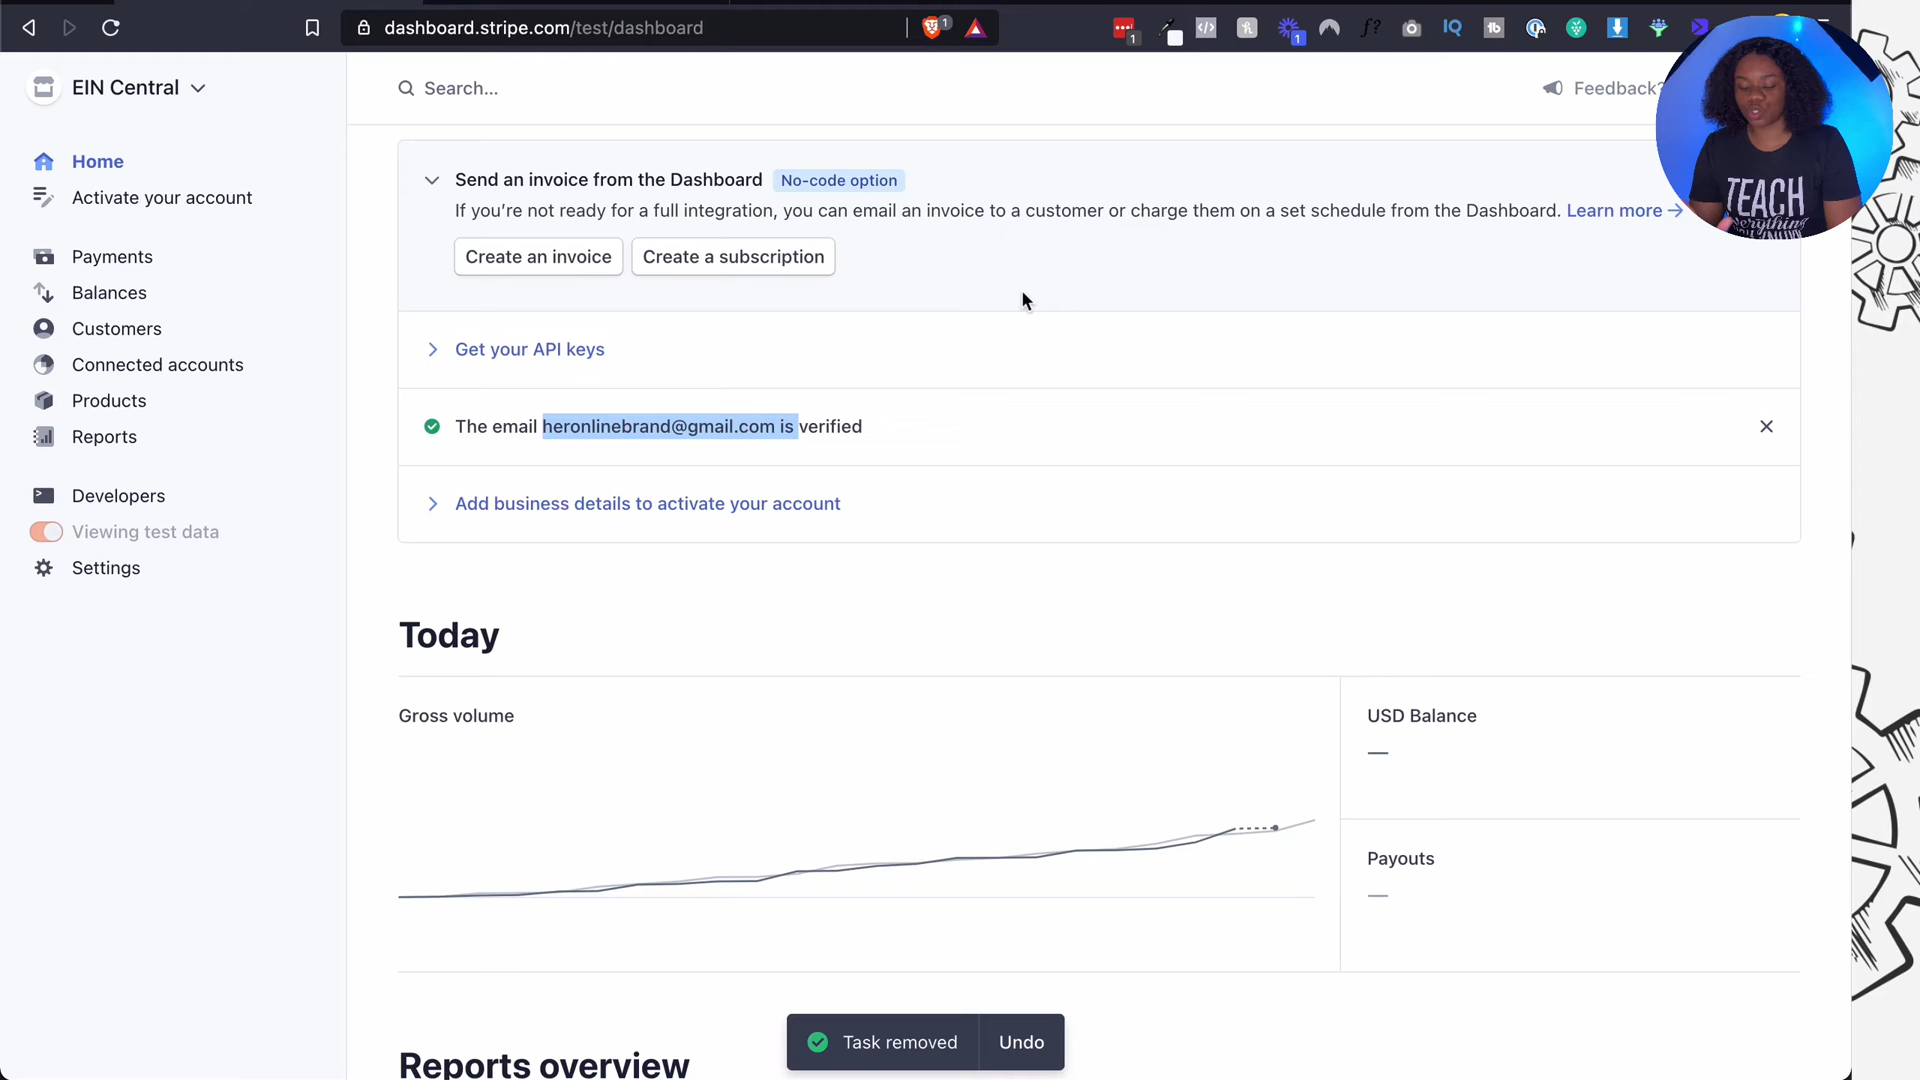 dashboard.stripe.com/test/dashboard
1
1
1
EIN Central
Search...
Feedback?
Home
Activate your account
Payments
Balances
Customers
Connected accounts
Products
Reports
Developers
Viewing test data
Settings
Send an invoice from the Dashboard No-code option
If you’re not ready for a full integration, you can email an invoice to a customer or charge them on a set schedule from the Dashboard. Learn more →
Create an invoice Create a subscription
Get your API keys
The email heronlinebrand@gmail.com is verified
Add business details to activate your account
Today
Gross volume
USD Balance
—
Payouts
—
Reports overview
Task removed Undo
TEACH